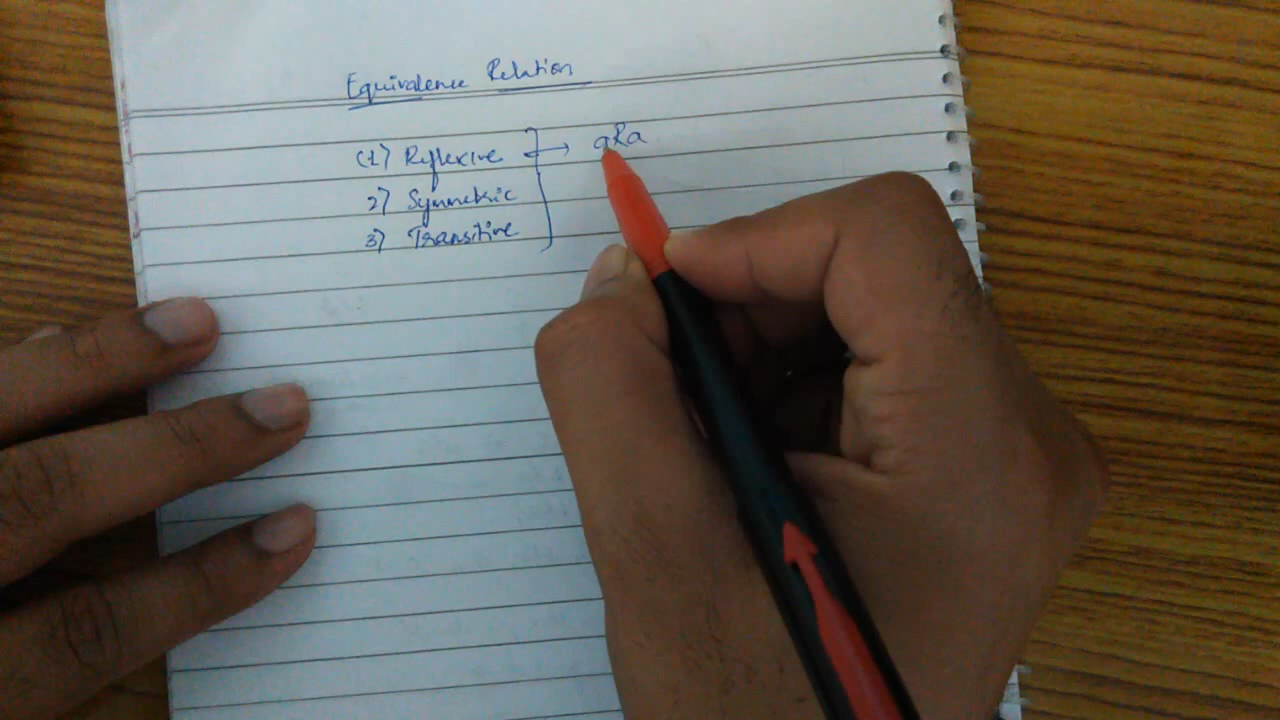 Equivalence Relation
(1) Reflexive → aRa
2) Symmetric
3) Transitive